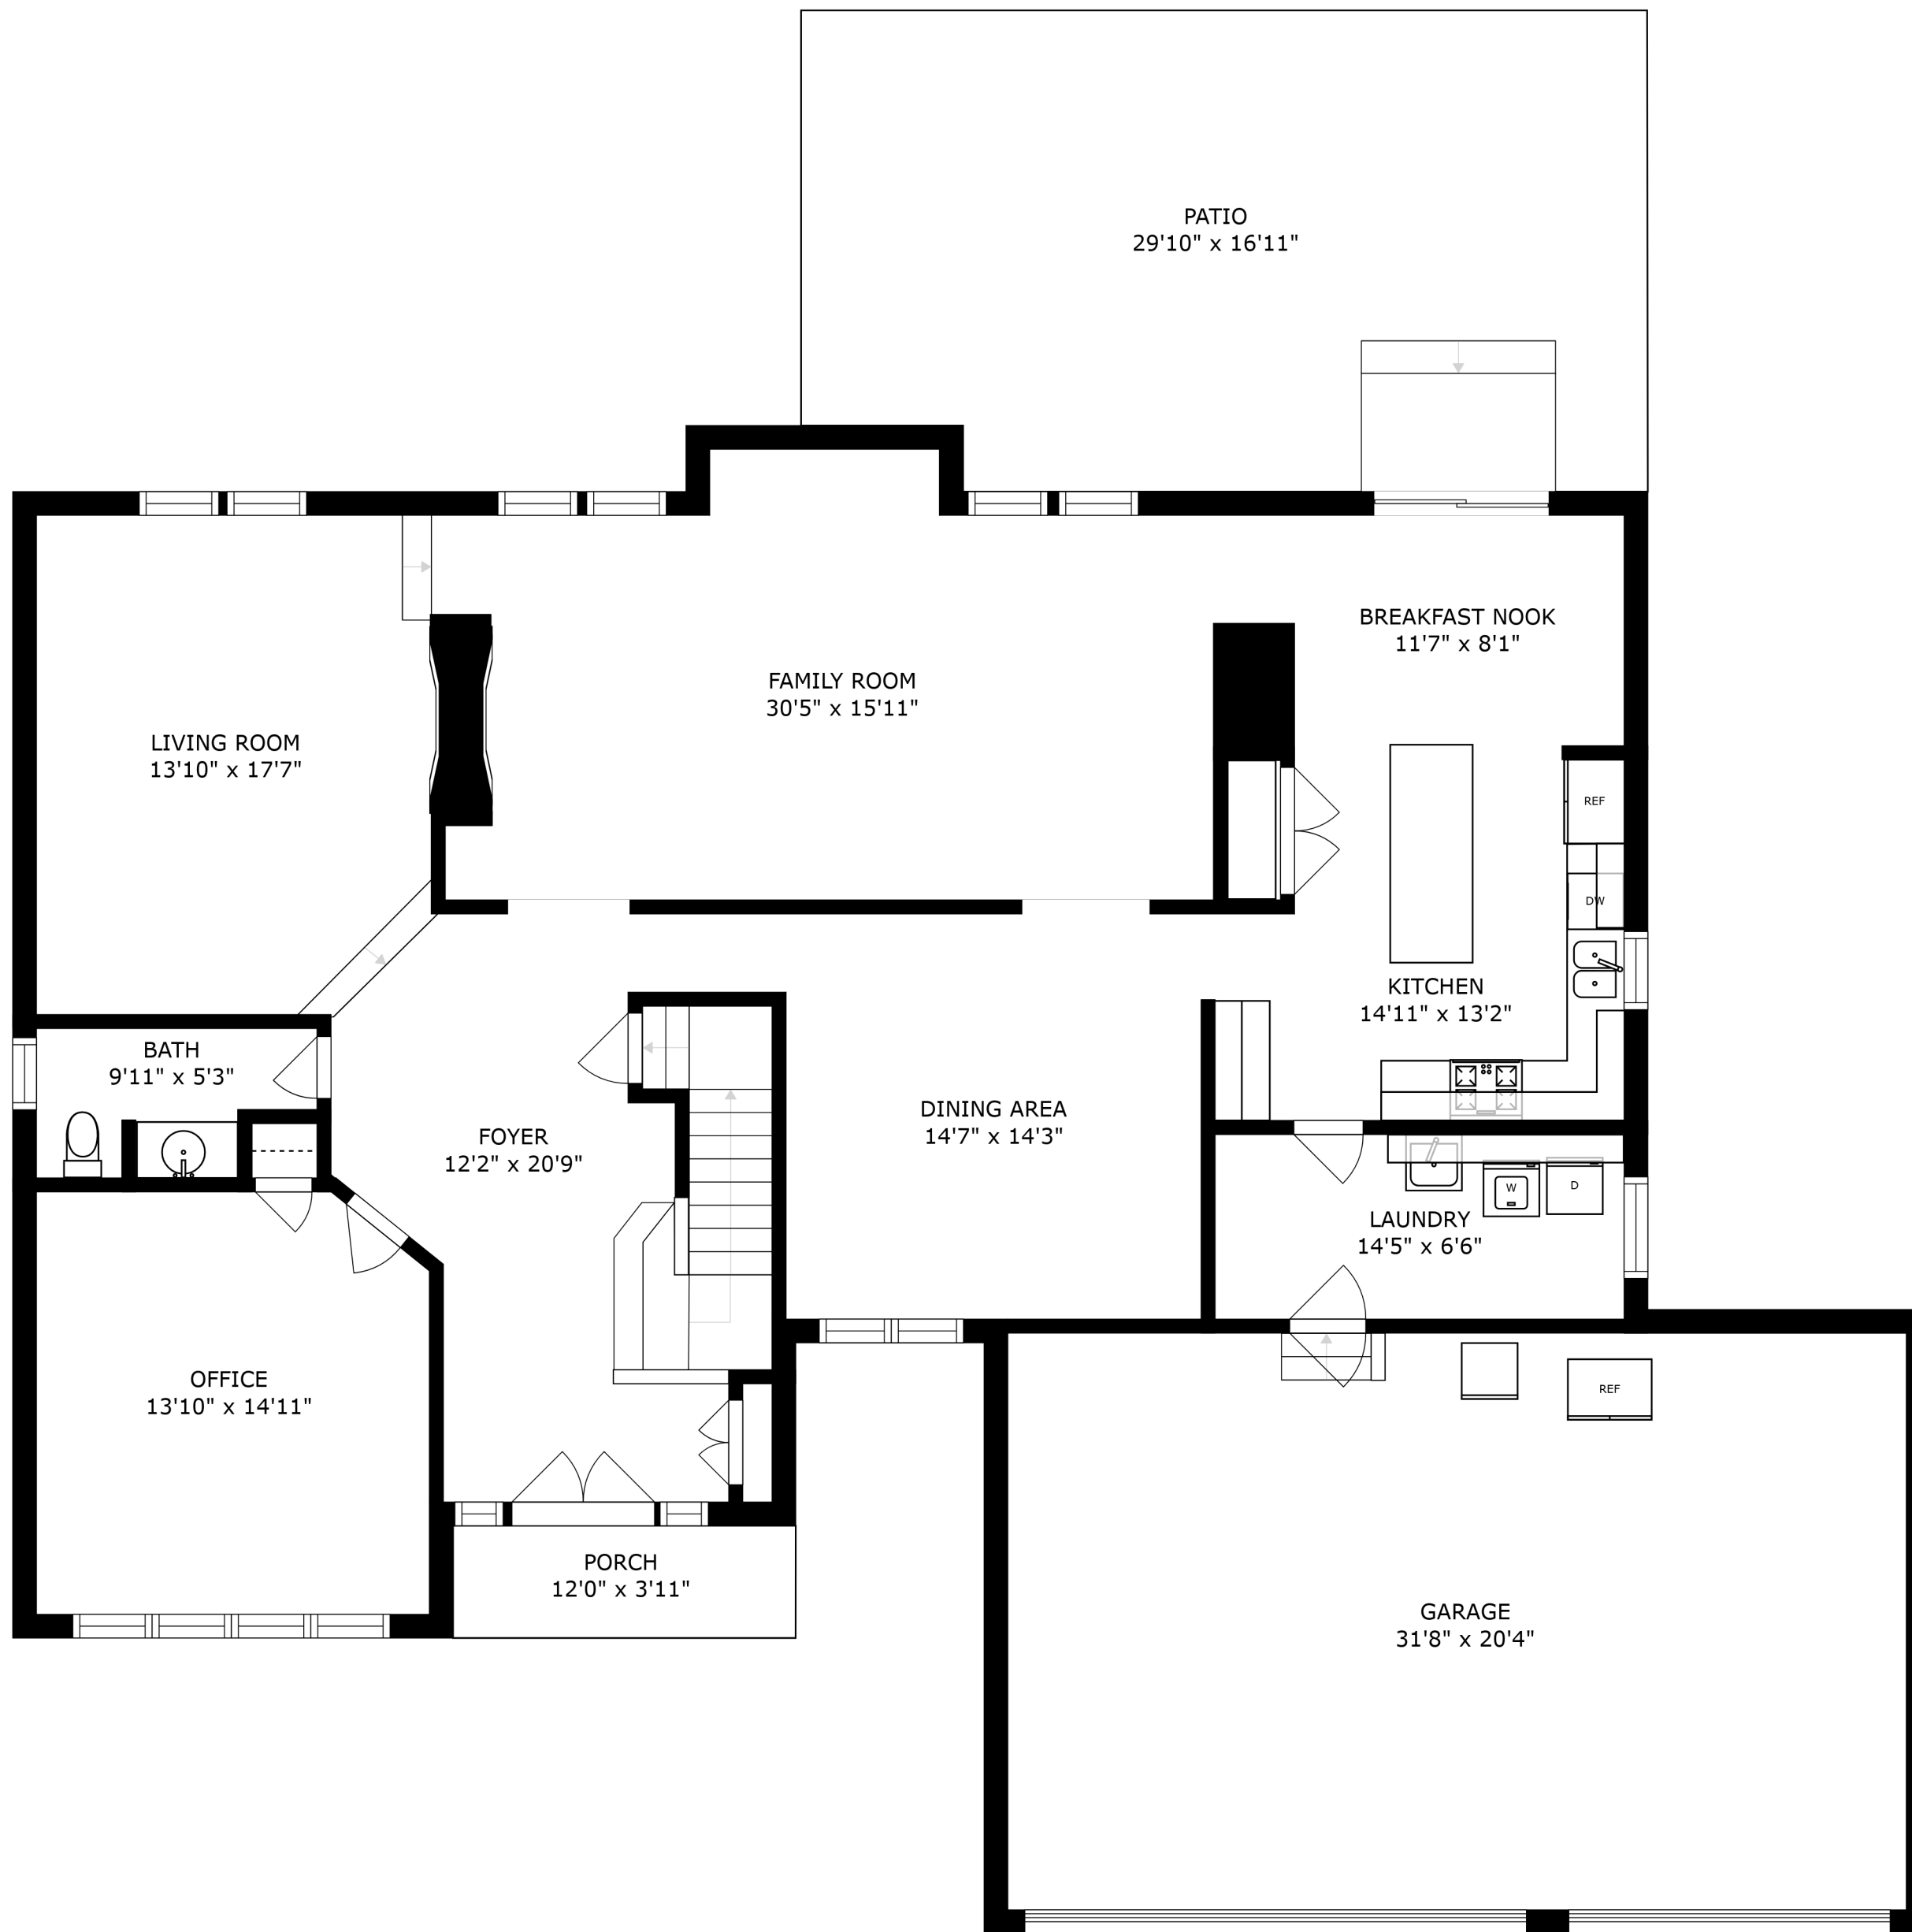 PATIO
29'10" x 16'11"
BREAKFAST NOOK
11'7" x 8'1"
FAMILY ROOM
30'5" x 15'11"
LIVING ROOM
13'10" x 17'7"
REF
DW
KITCHEN
14'11" x 13'2"
BATH
9'11" x 5'3"
DINING AREA
14'7" x 14'3"
FOYER
12'2" x 20'9"
W
D
LAUNDRY
14'5" x 6'6"
OFFICE
13'10" x 14'11"
REF
PORCH
12'0" x 3'11"
GARAGE
31'8" x 20'4"